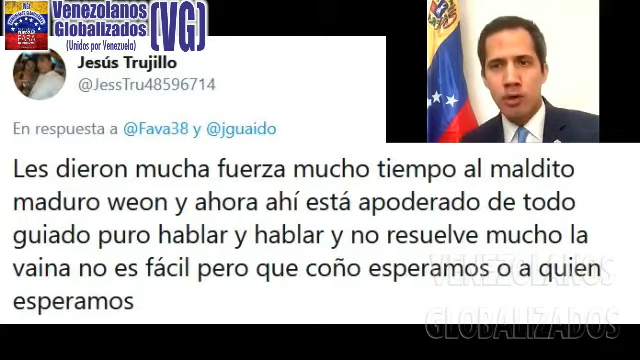 Venezolanos
Globalizados
(Unidos por Venezuela)
(VG)
Jesús Trujillo
@JessTru48596714
En respuesta a @Fava38 y @jguaido
Les dieron mucha fuerza mucho tiempo al maldito
maduro weon y ahora ahí está apoderado de todo
guiado puro hablar y hablar y no resuelve mucho la
vaina no es fácil pero que coño esperamos o a quien
esperamos
VENEZOLANOS
GLOBALIZADOS